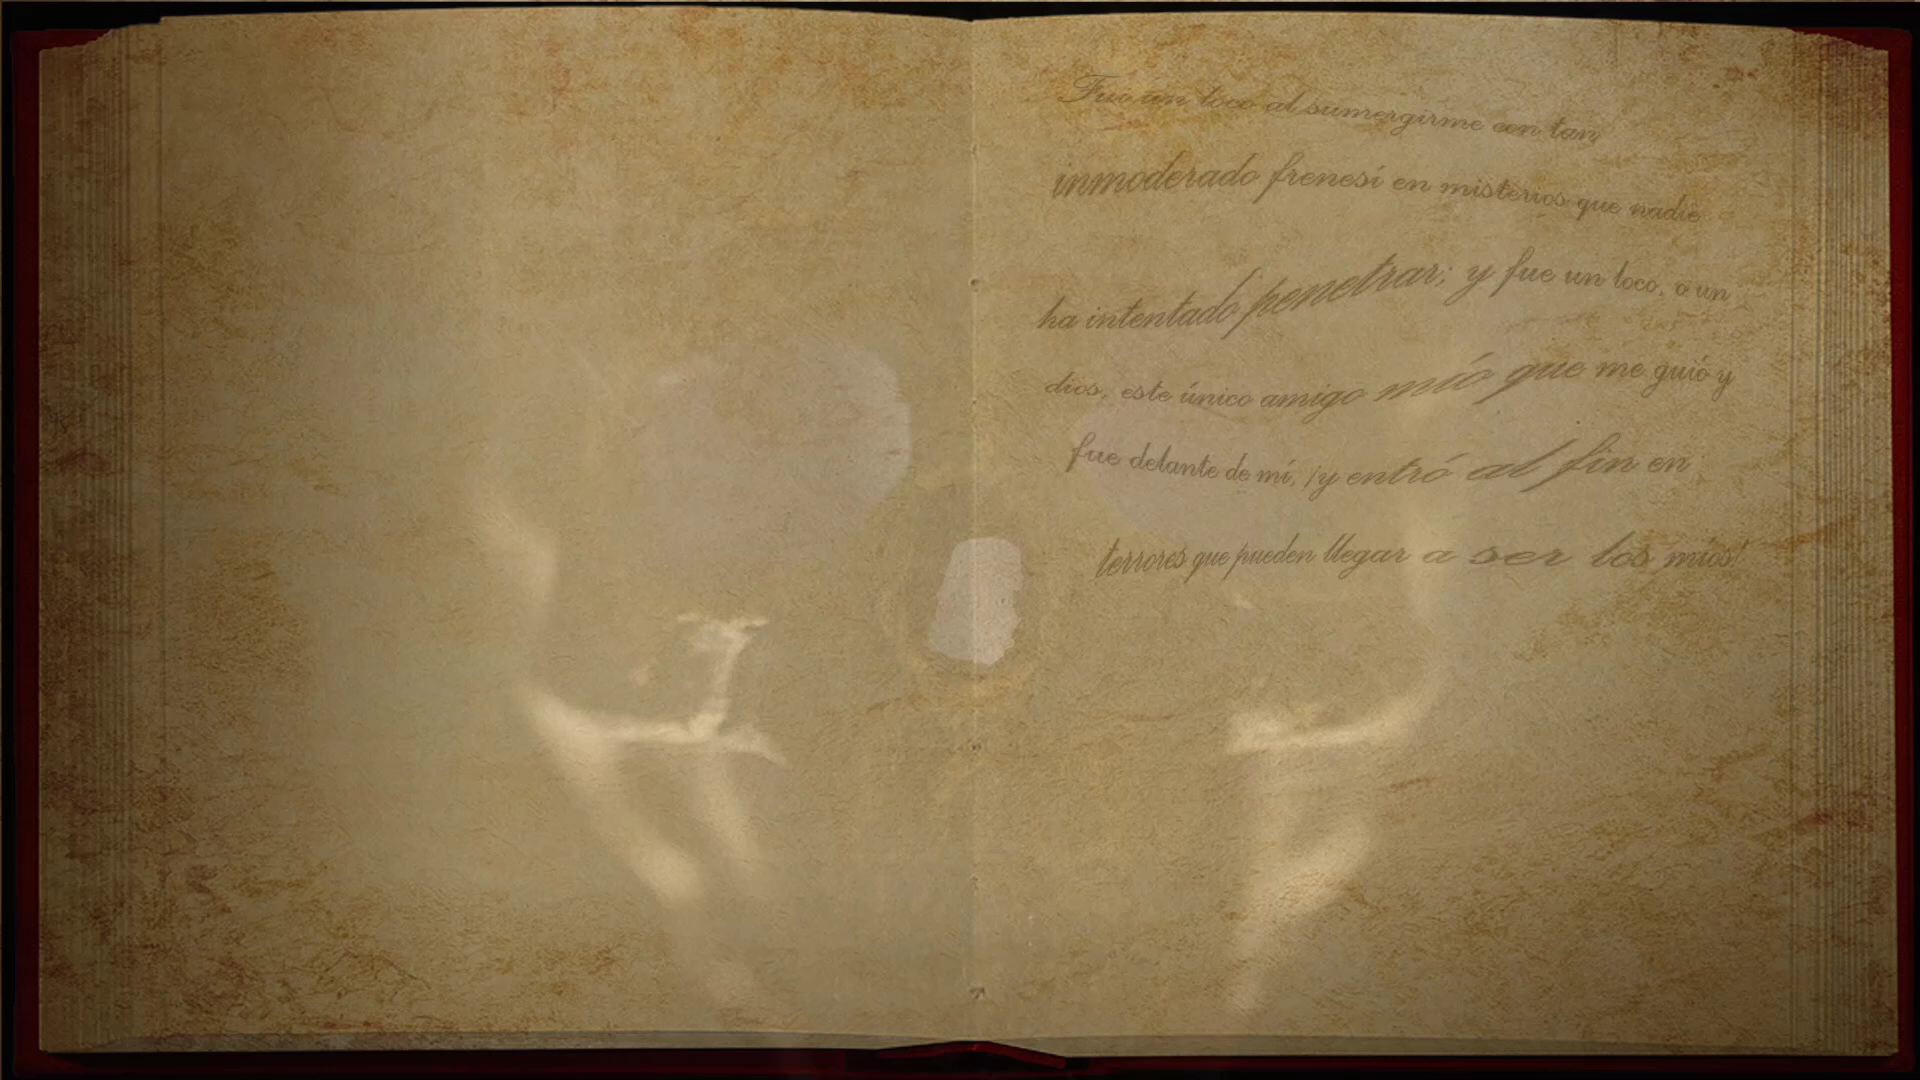 Fui un loco al sumergirme con tan
inmoderado frenesí en misterios que nadie
ha intentado penetrar; y fue un loco, o un
dios, este único amigo mío que me guió y
fue delante de mí, /y entró al fin en
terrores que pueden llegar a ser los míos!